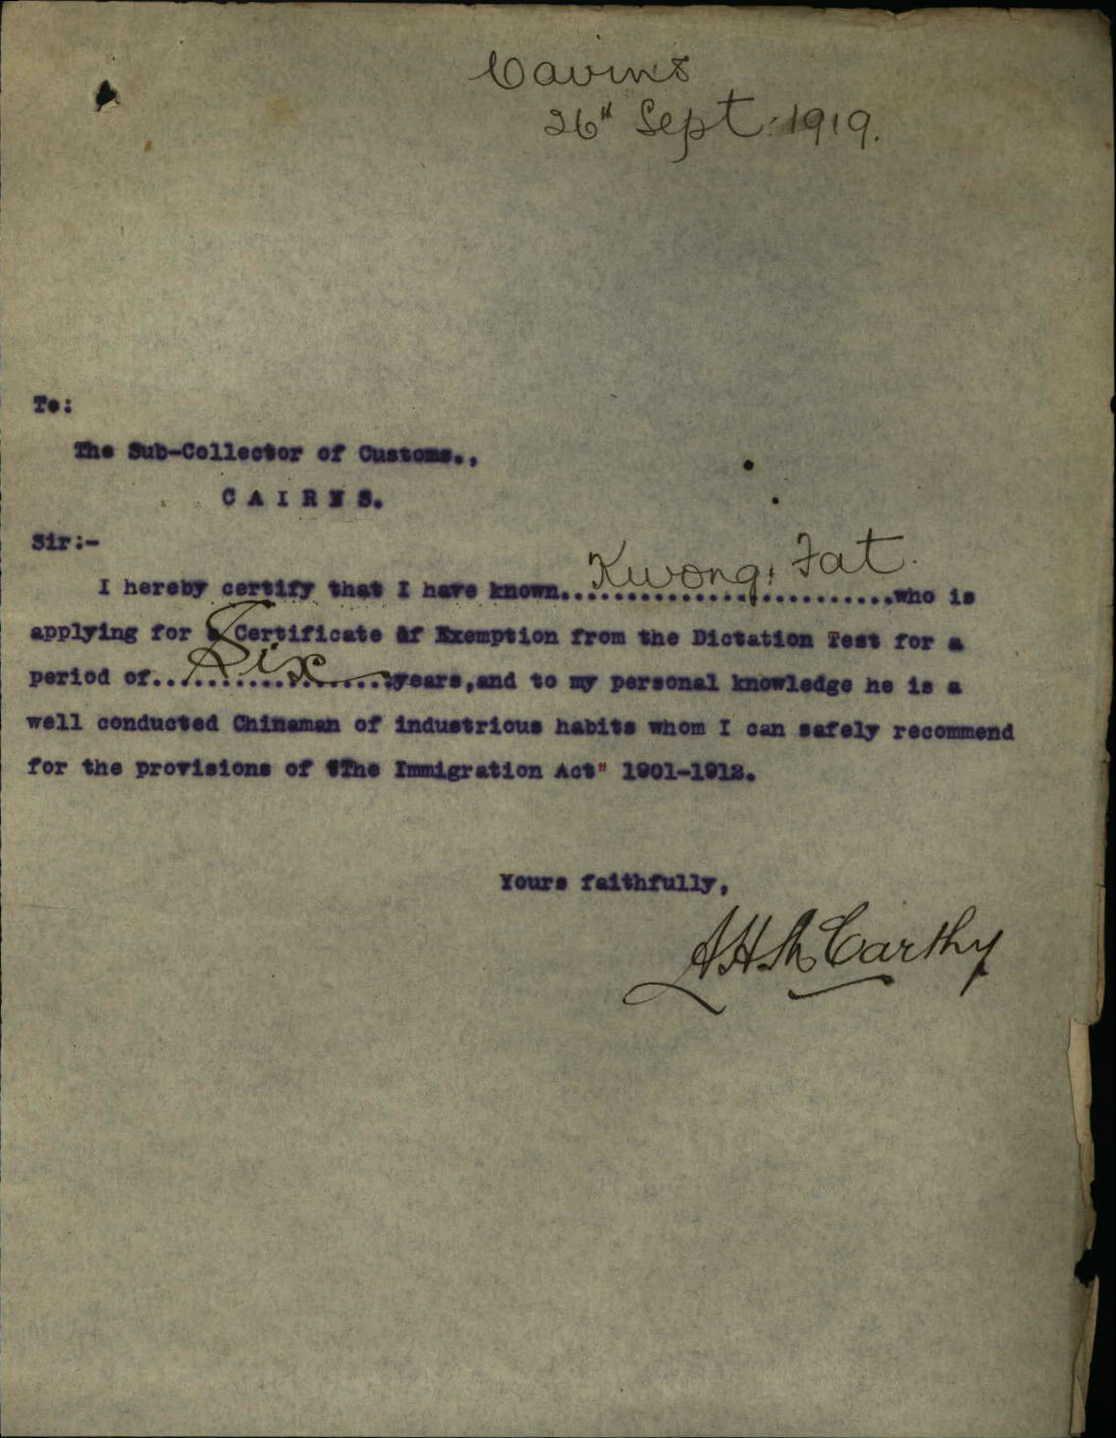 Cairns
26th Sept. 1919.
To:
The Sub-Collector of Customs.,
C A I R N S.
Sir:-
I hereby certify that I have known....Kwong Fat....who is
applying for a Certificate of Exemption from the Dictation Test for a
period of....Six....years,and to my personal knowledge he is a
well conducted Chinaman of industrious habits whom I can safely recommend
for the provisions of "The Immigration Act" 1901-1912.
Yours faithfully,
A H McCarthy